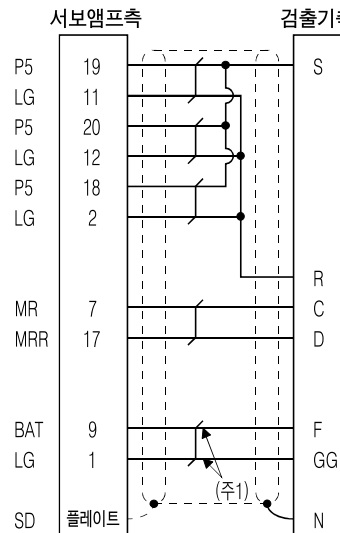 서보앰프측 검출기측
P5 19 S
LG 11
P5 20
LG 12
P5 18
LG 2
R
MR 7 C
MRR 17 D
BAT 9 F
LG 1 GG
(주1)
SD 플레이트 N